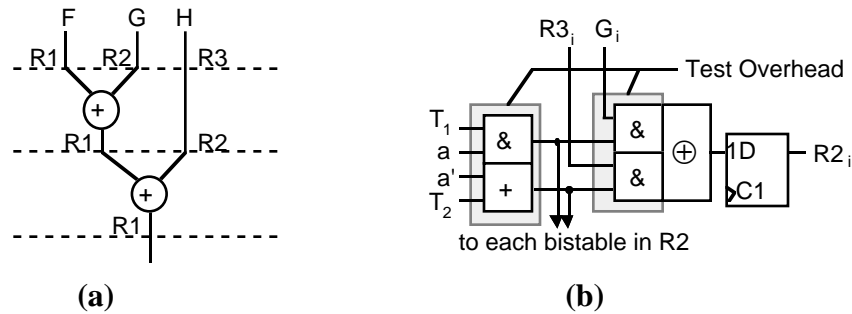 F G H
R1 R2 R3
+
R1 R2
+
R1
(a)
R3i Gi
Test Overhead
T1
a
a'
T2
&
+
&
&
⊕
1D
C1
R2i
to each bistable in R2
(b)